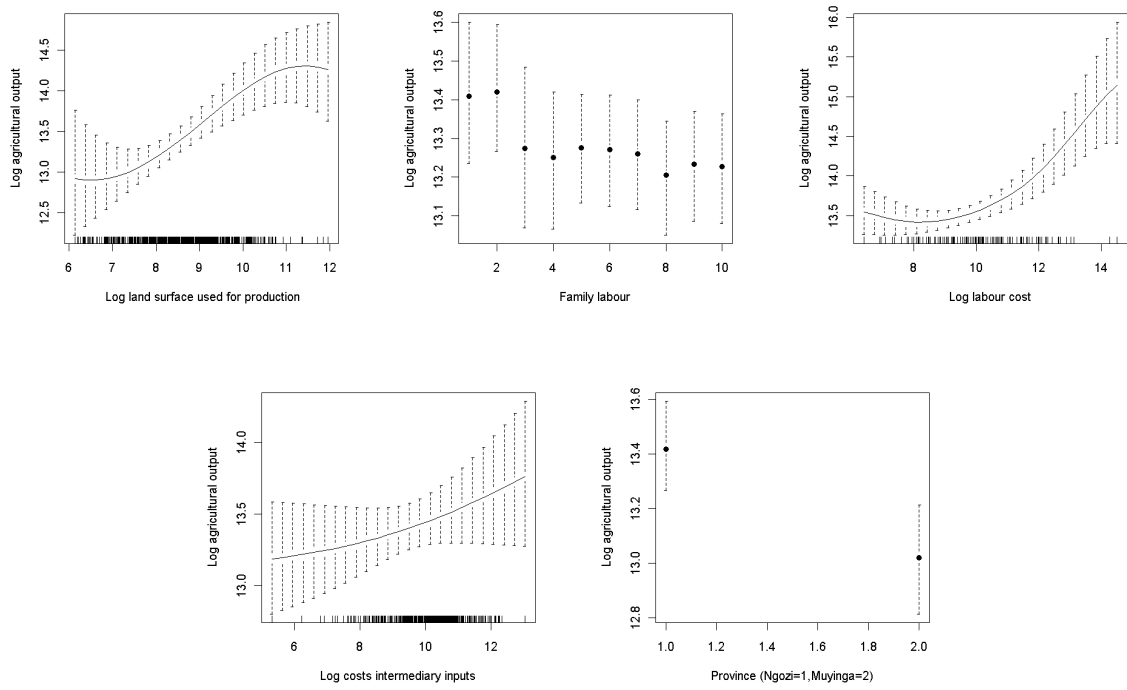 Log agricultural output
14.5
14.0
13.5
13.0
12.5
6 7 8 9 10 11 12
Log land surface used for production
Log agricultural output
13.6
13.5
13.4
13.3
13.2
13.1
2 4 6 8 10
Family labour
Log agricultural output
16.0
15.5
15.0
14.5
14.0
13.5
8 10 12 14
Log labour cost
Log agricultural output
14.0
13.5
13.0
6 8 10 12
Log costs intermediary inputs
Log agricultural output
13.6
13.4
13.2
13.0
12.8
1.0 1.2 1.4 1.6 1.8 2.0
Province (Ngozi=1,Muyinga=2)